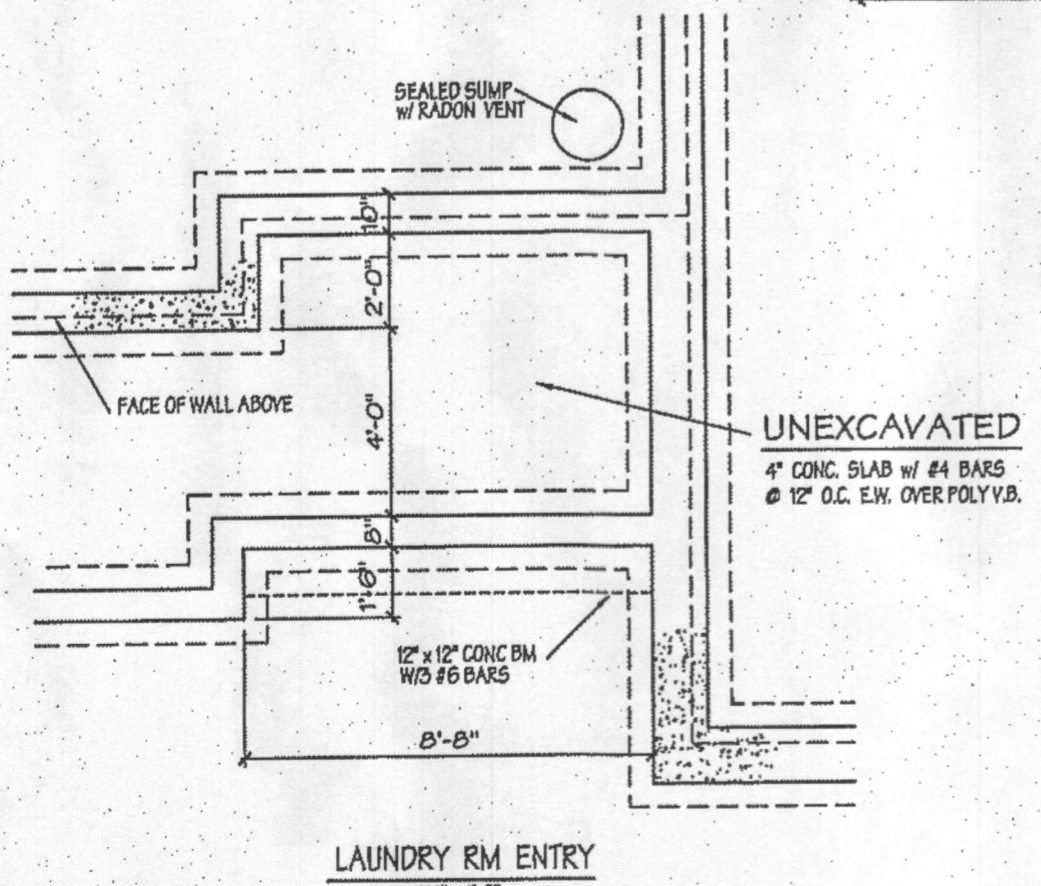 SEALED SUMP
w/ RADON VENT
10"
2'-0"
FACE OF WALL ABOVE
4'-0"
UNEXCAVATED
4" CONC. SLAB w/ #4 BARS
@ 12" O.C. E.W. OVER POLY V.B.
8"
1'-6"
12" x 12" CONC BM
W/3 #6 BARS
8'-8"
LAUNDRY RM ENTRY